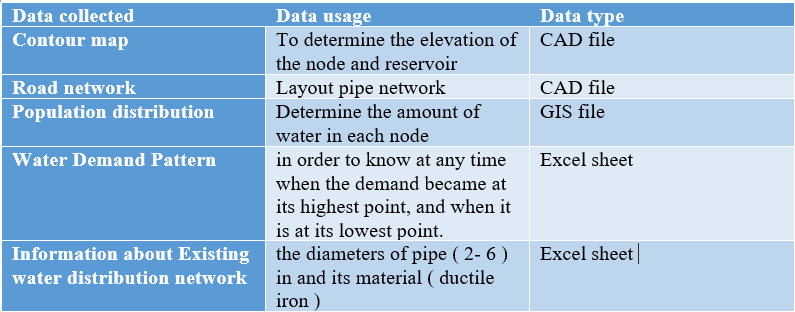 Data collected Data usage Data type
Contour map To determine the elevation of CAD file
the node and reservoir
Road network Layout pipe network CAD file
Population distribution Determine the amount of GIS file
water in each node
Water Demand Pattern in order to know at any time Excel sheet
when the demand became at
its highest point, and when it
is at its lowest point.
Information about Existing the diameters of pipe ( 2- 6 ) Excel sheet
water distribution network in and its material ( ductile
iron )